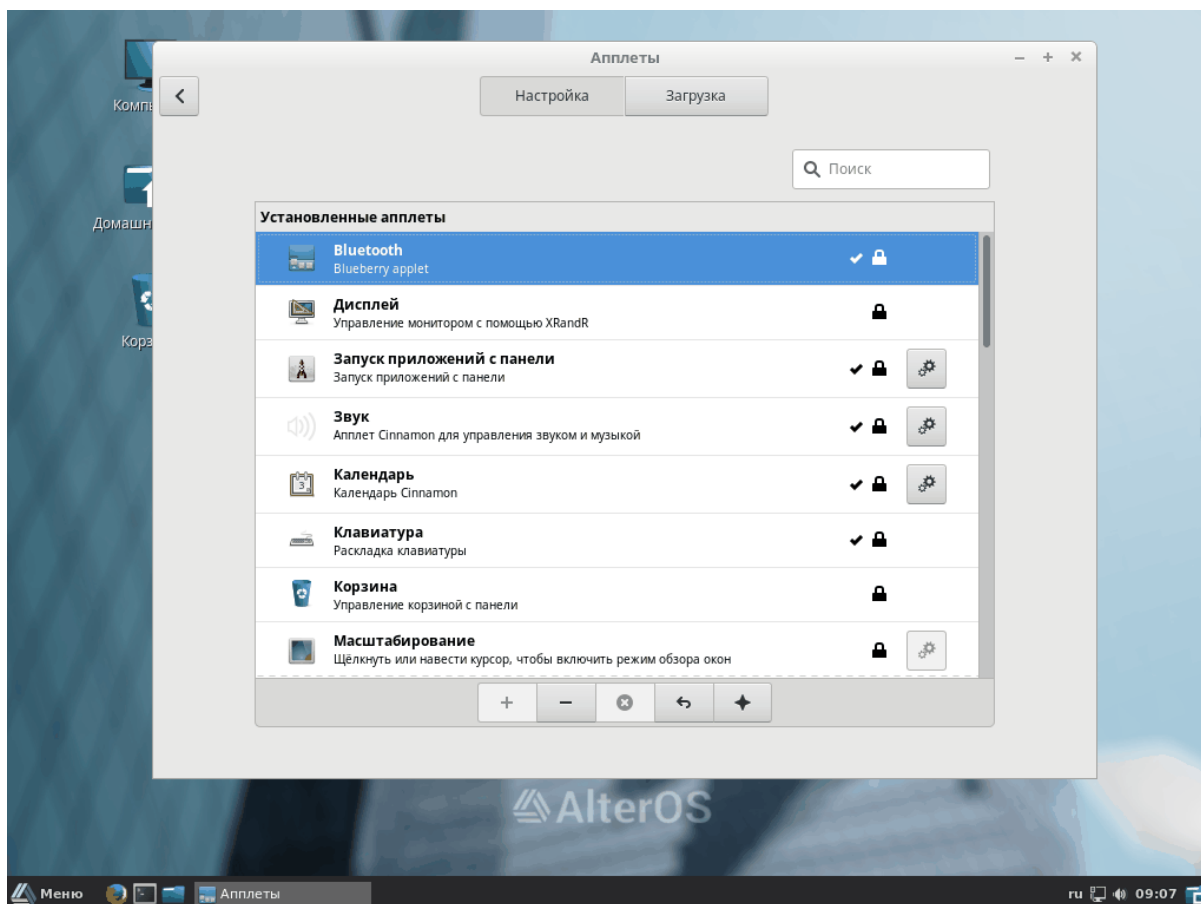 Апплеты
Настройка
Загрузка
Поиск
Установленные апплеты
Bluetooth
Blueberry applet
Дисплей
Управление монитором с помощью XRandR
Запуск приложений с панели
Запуск приложений с панели
Звук
Апплет Cinnamon для управления звуком и музыкой
Календарь
Календарь Cinnamon
Клавиатура
Раскладка клавиатуры
Корзина
Управление корзиной с панели
Масштабирование
Щёлкнуть или навести курсор, чтобы включить режим обзора окон
AlterOS
Меню
Апплеты
ru
09:07